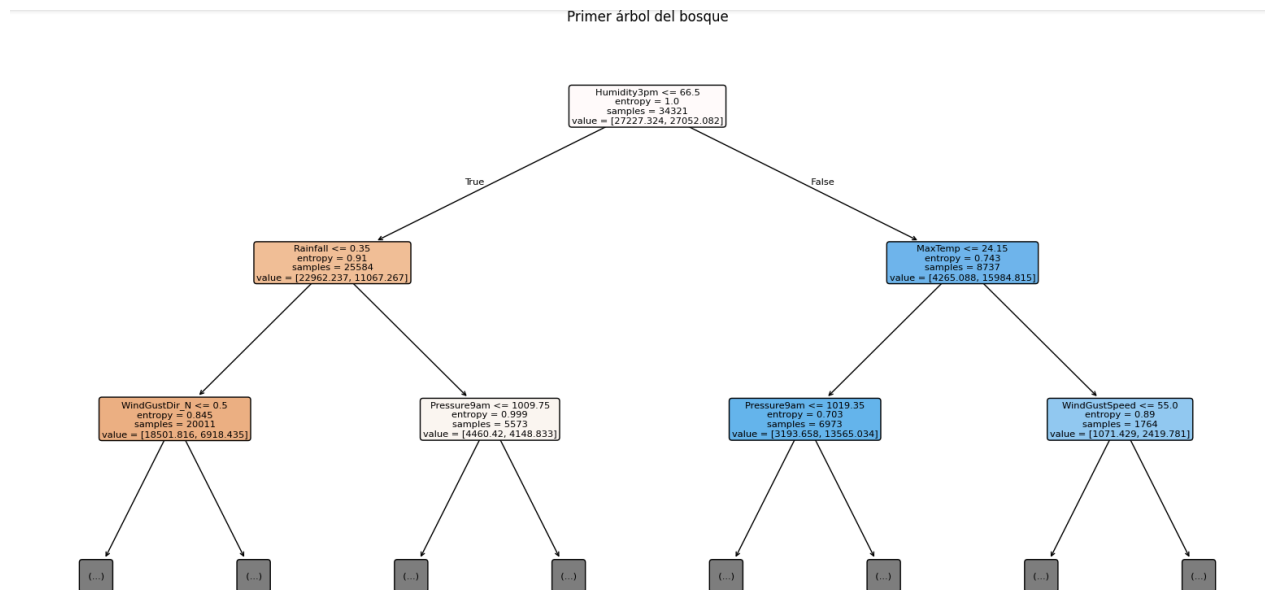 Primer árbol del bosque
Humidity3pm <= 66.5
entropy = 1.0
samples = 34321
value = [27227.324, 27052.082]
True
False
Rainfall <= 0.35
entropy = 0.91
samples = 25584
value = [22962.237, 11067.267]
MaxTemp <= 24.15
entropy = 0.743
samples = 8737
value = [4265.088, 15984.815]
WindGustDir_N <= 0.5
entropy = 0.845
samples = 20011
value = [18501.816, 6918.435]
Pressure9am <= 1009.75
entropy = 0.999
samples = 5573
value = [4460.42, 4148.833]
Pressure9am <= 1019.35
entropy = 0.703
samples = 6973
value = [3193.658, 13565.034]
WindGustSpeed <= 55.0
entropy = 0.89
samples = 1764
value = [1071.429, 2419.781]
(...)
(...)
(...)
(...)
(...)
(...)
(...)
(...)